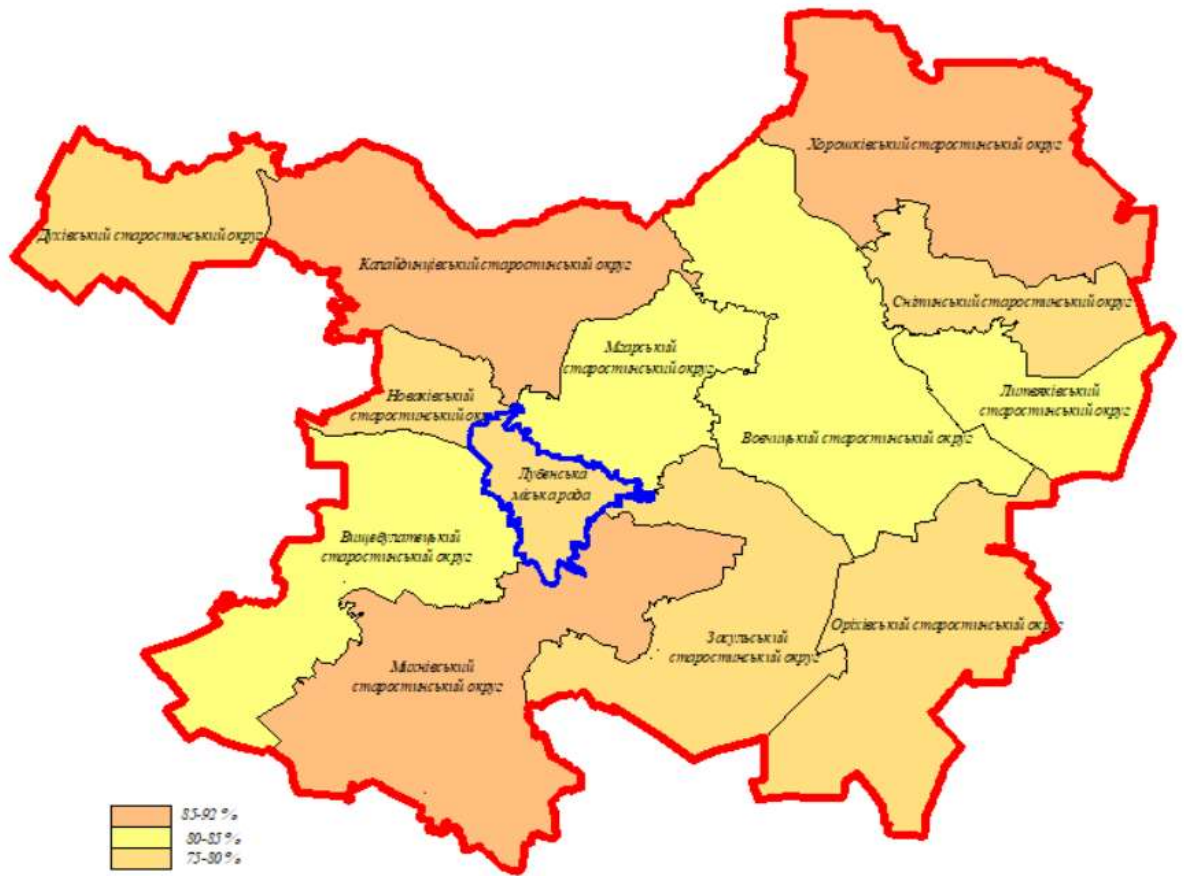 Хорошківський старостинський округ
Духівський старостинський округ
Калайдинцівський старостинський округ
Снітинський старостинський округ
Мгарський
старостинський округ
Новаківський
старостинський округ
Литвяківський
старостинський округ
Вовчицький старостинський округ
Лубенська
міська рада
Вищебулатецький
старостинський округ
Оріхівський старостинський округ
Засульський
старостинський округ
Михнівський
старостинський округ
85-92 %
80-85 %
75-80 %